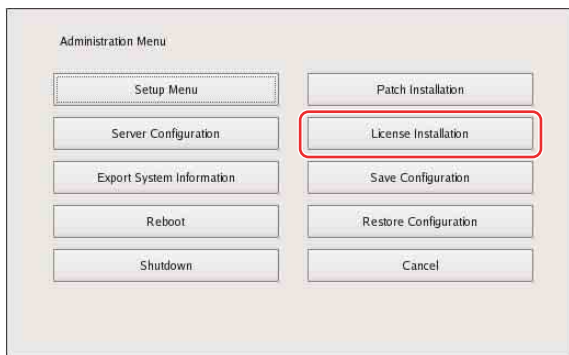 Administration Menu
Setup Menu
Patch Installation
Server Configuration
License Installation
Export System Information
Save Configuration
Reboot
Restore Configuration
Shutdown
Cancel